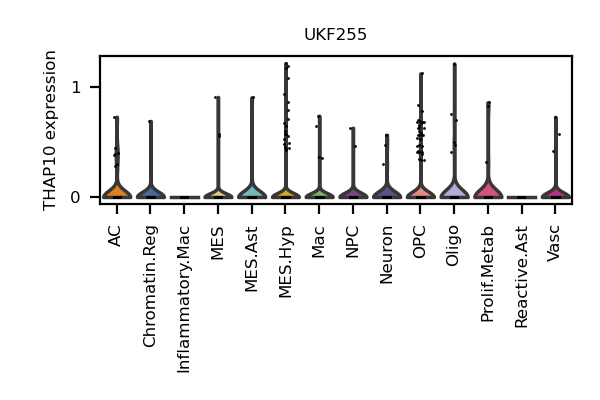 UKF255
THAP10 expression
1
0
AC
Chromatin.Reg
Inflammatory.Mac
MES
MES.Ast
MES.Hyp
Mac
NPC
Neuron
OPC
Oligo
Prolif.Metab
Reactive.Ast
Vasc